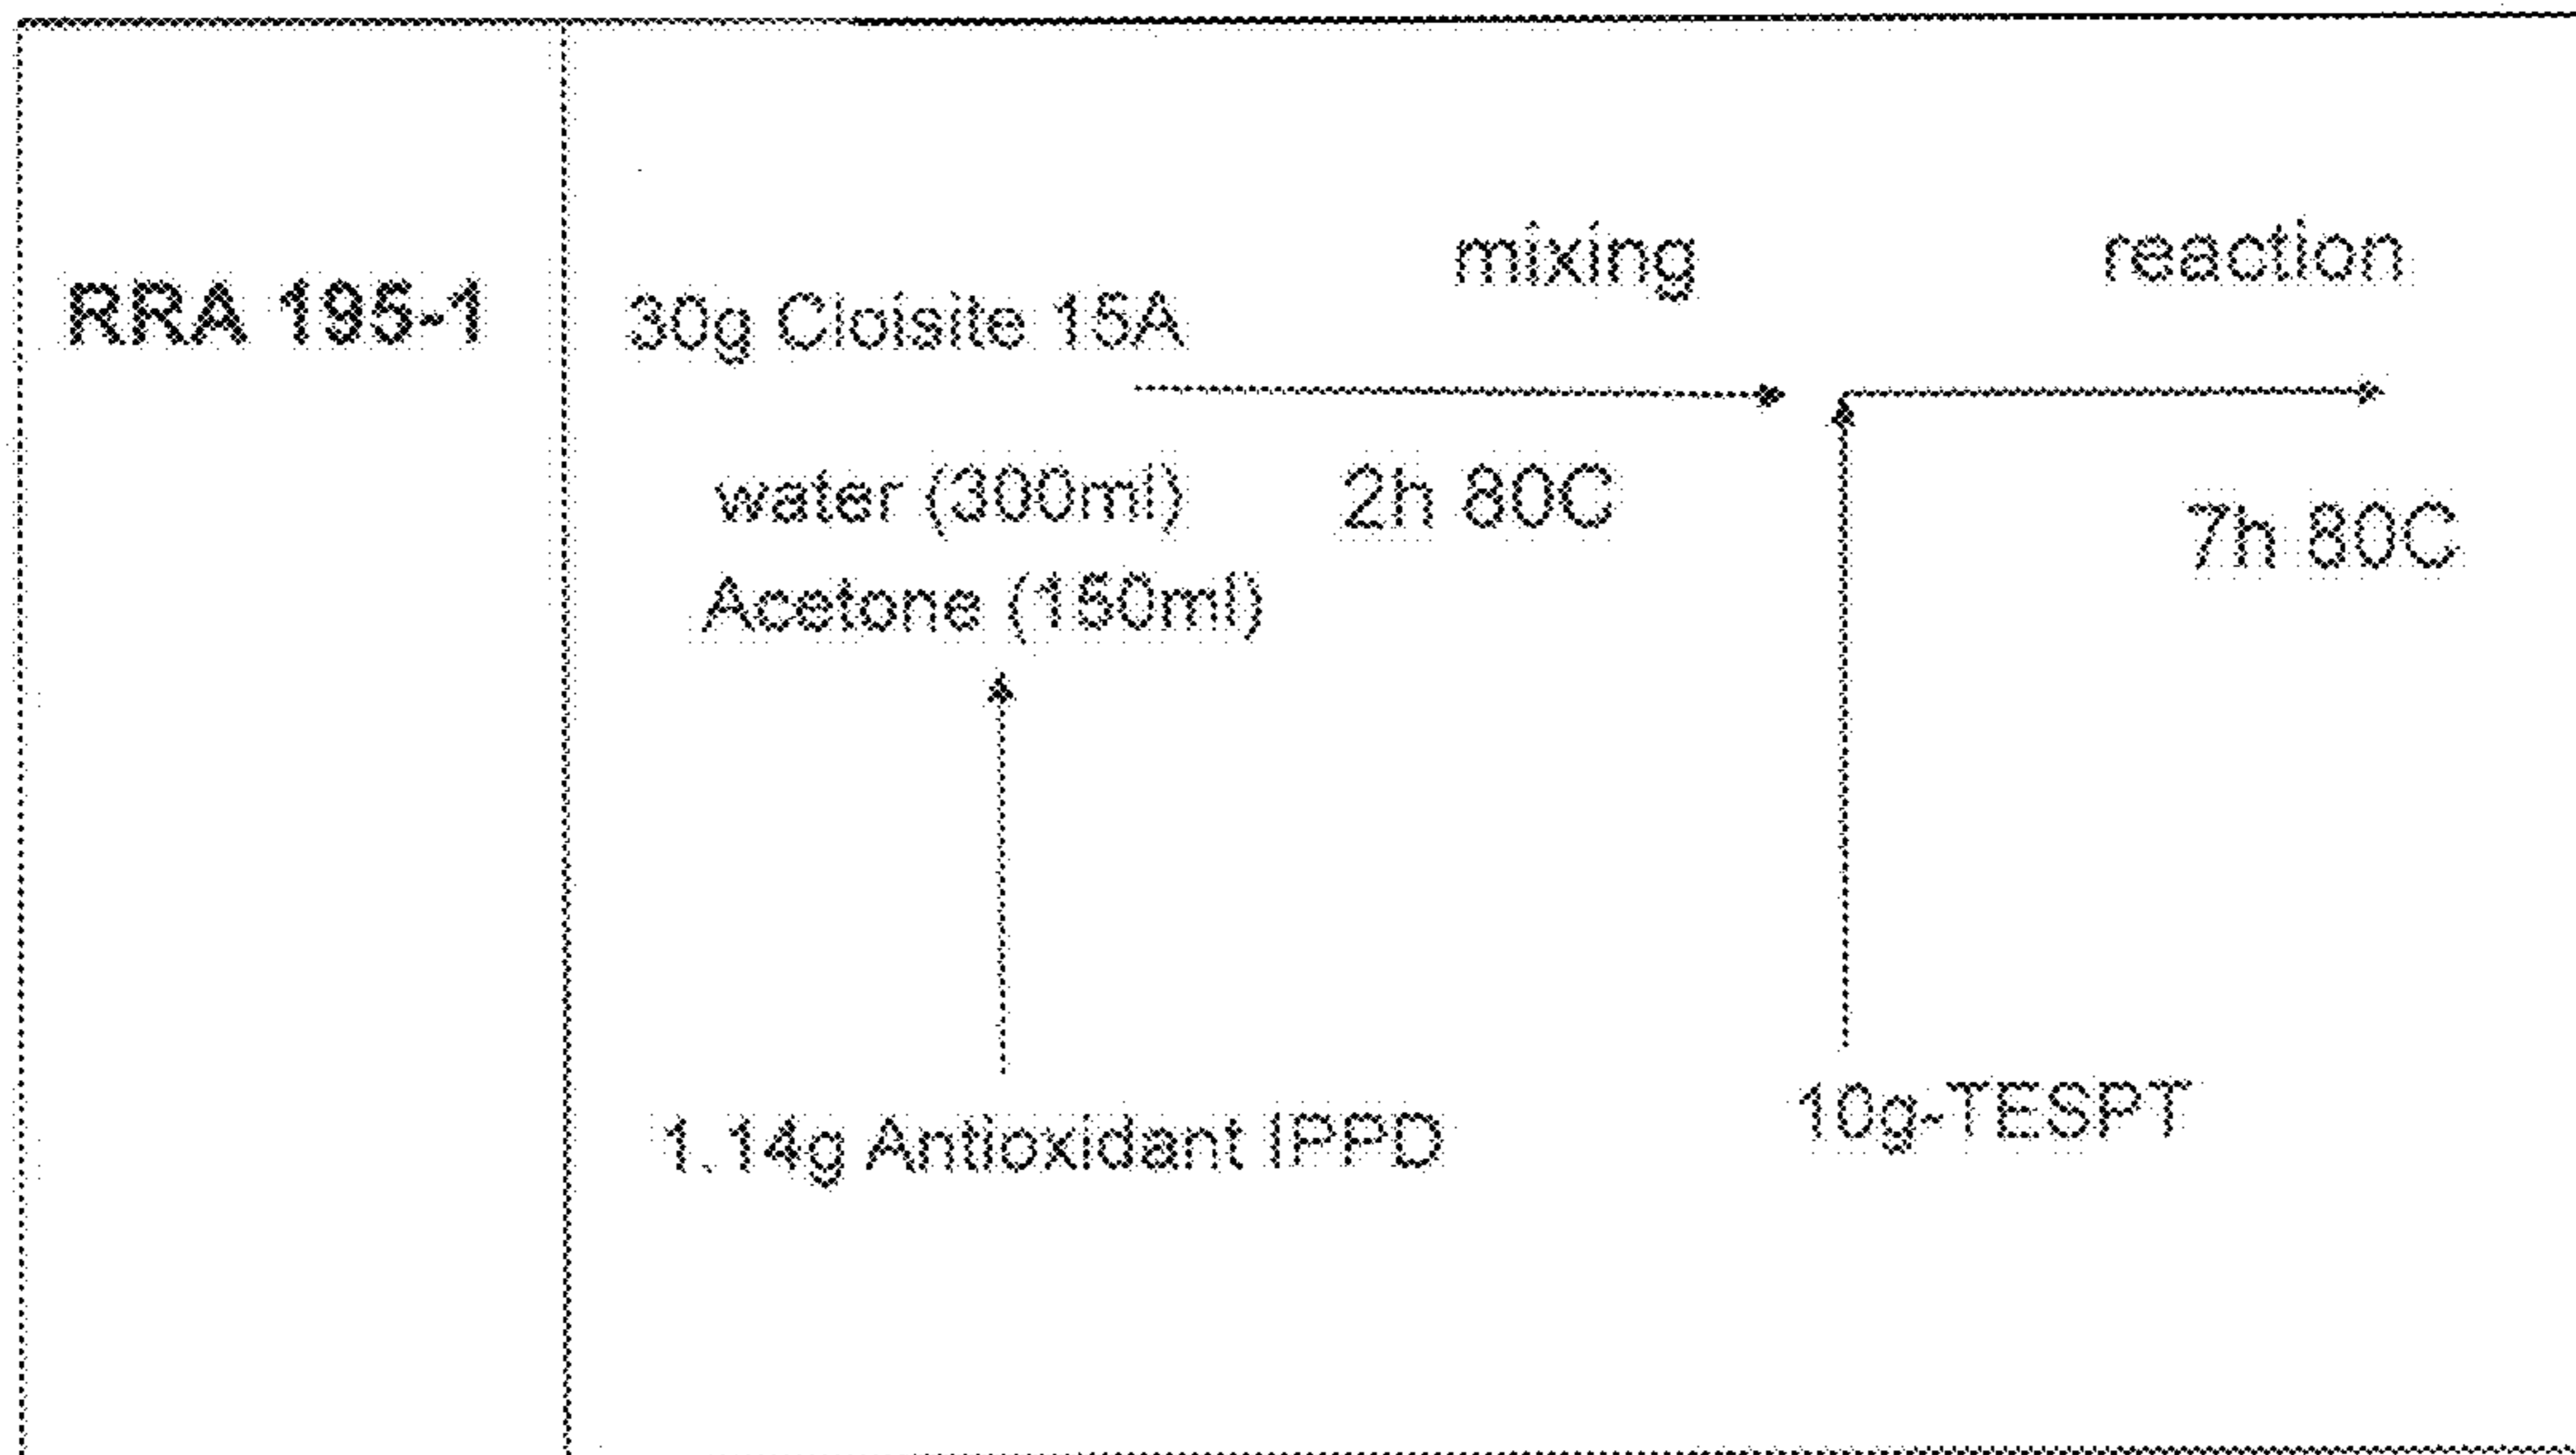 RRA 195-1
30g Cloisite 15A
mixing
reaction
water (300ml)
2h 80C
7h 80C
Acetone (150ml)
1.14g Antioxidant IPPD
10g-TESPT